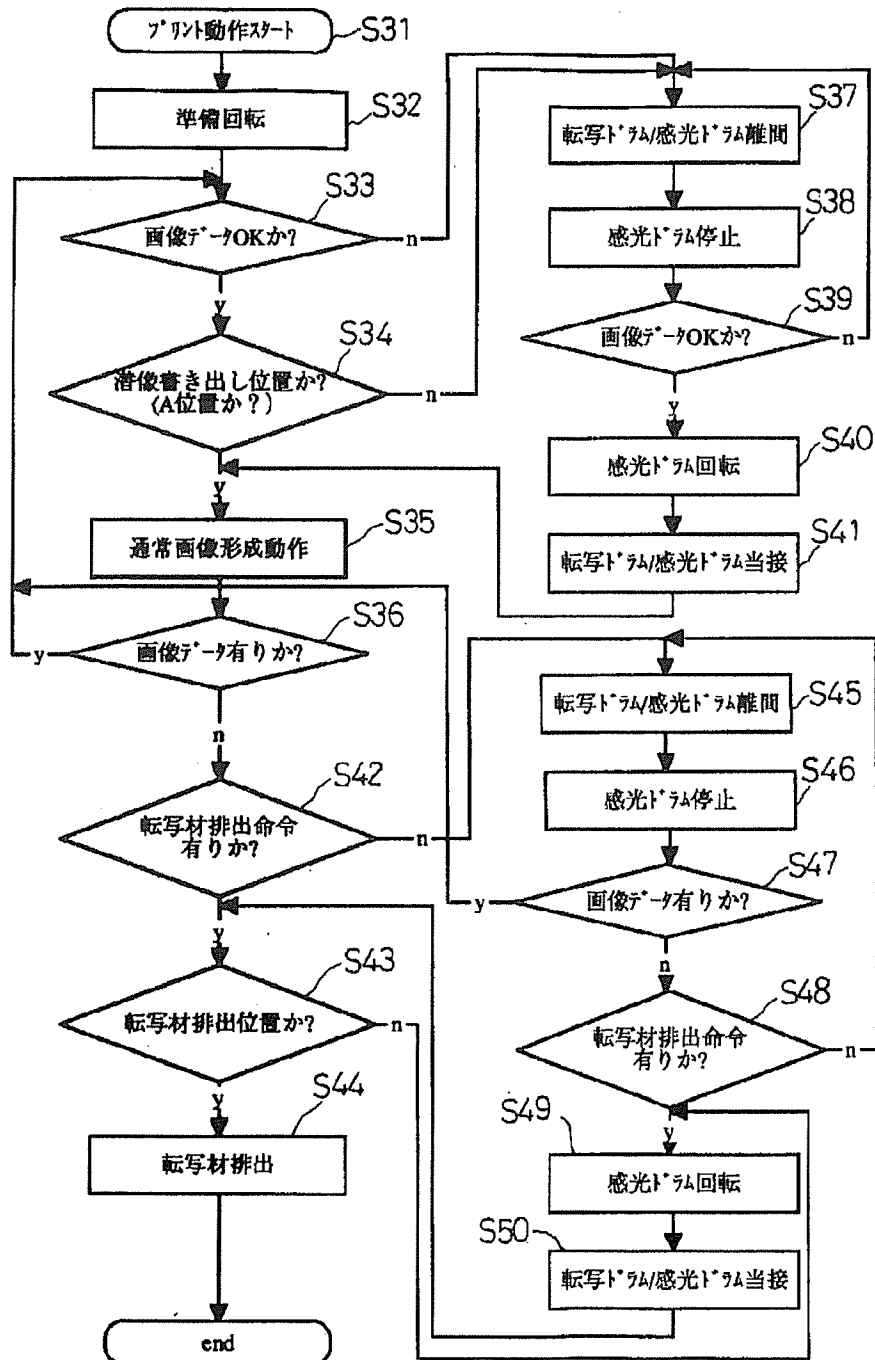 プリント動作スタート
S31
準備回転
S32
S33
画像データOKか?
n
y
S34
潜像書き出し位置か?
(A位置か?)
n
y
S35
通常画像形成動作
S36
画像データ有りか?
y
n
S42
転写材排出命令
有りか?
n
y
S43
転写材排出位置か?
n
y
S44
転写材排出
end
S37
転写ドラム/感光ドラム離間
S38
感光ドラム停止
S39
画像データOKか?
n
y
S40
感光ドラム回転
S41
転写ドラム/感光ドラム当接
S45
転写ドラム/感光ドラム離間
S46
感光ドラム停止
S47
画像データ有りか?
y
n
S48
転写材排出命令
有りか?
n
y
S49
感光ドラム回転
S50
転写ドラム/感光ドラム当接